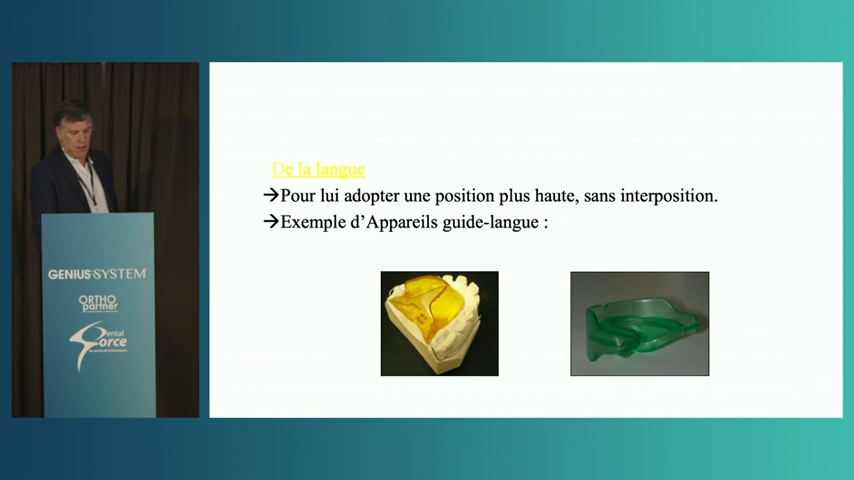 De la langue
→Pour lui adopter une position plus haute, sans interposition.
→Exemple d’Appareils guide-langue :
GENIUS SYSTEM
ORTHO
partner
Dental
Force